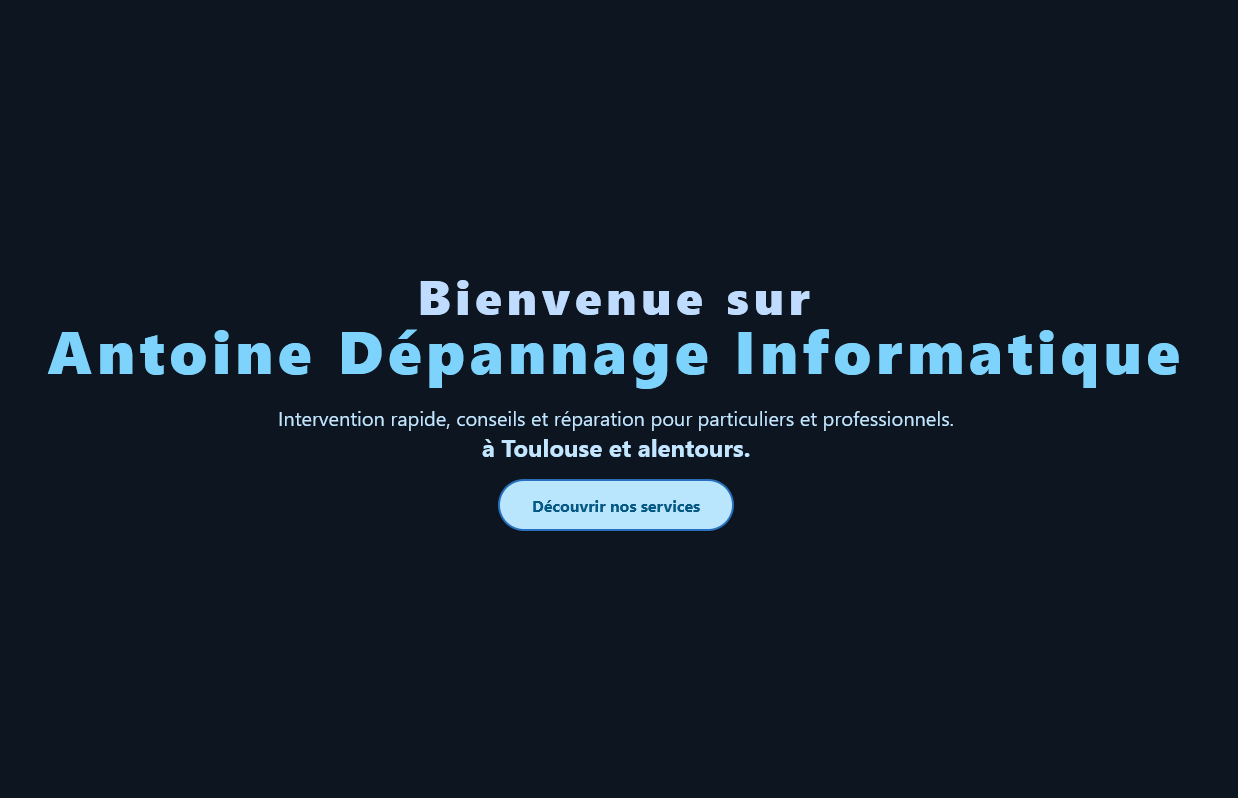 Bienvenue sur
Antoine Dépannage Informatique
Intervention rapide, conseils et réparation pour particuliers et professionnels.
à Toulouse et alentours.
Découvrir nos services